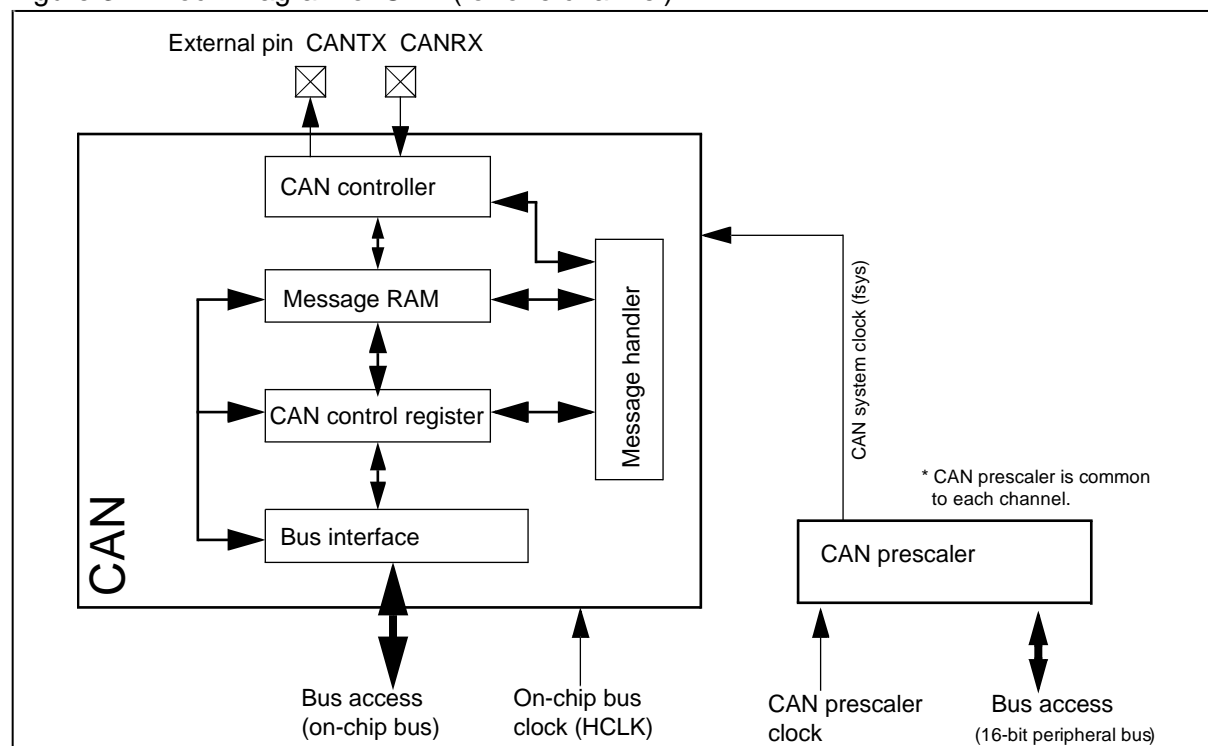 External pin CANTX CANRX
CAN controller
Message RAM
Message handler
CAN control register
Bus interface
CAN
CAN system clock (fsys)
* CAN prescaler is common
to each channel.
CAN prescaler
Bus access
(on-chip bus)
On-chip bus
clock (HCLK)
CAN prescaler
clock
Bus access
(16-bit peripheral bus)